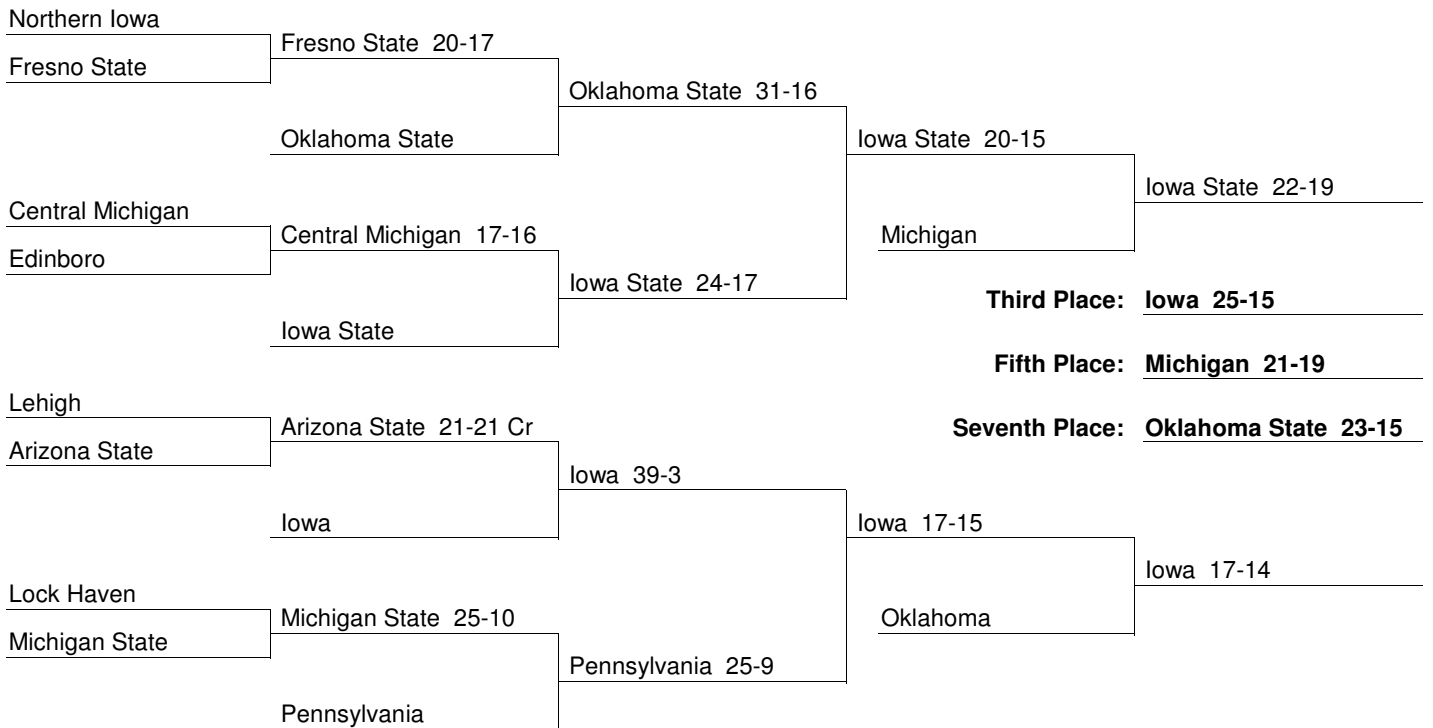 Northern Iowa
Fresno State 20-17
Fresno State
Oklahoma State 31-16
Oklahoma State
Iowa State 20-15
Iowa State 22-19
Central Michigan
Central Michigan 17-16
Michigan
Edinboro
Iowa State 24-17
Third Place: Iowa 25-15
Iowa State
Fifth Place: Michigan 21-19
Lehigh
Arizona State 21-21 Cr
Seventh Place: Oklahoma State 23-15
Arizona State
Iowa 39-3
Iowa
Iowa 17-15
Iowa 17-14
Lock Haven
Michigan State 25-10
Oklahoma
Michigan State
Pennsylvania 25-9
Pennsylvania